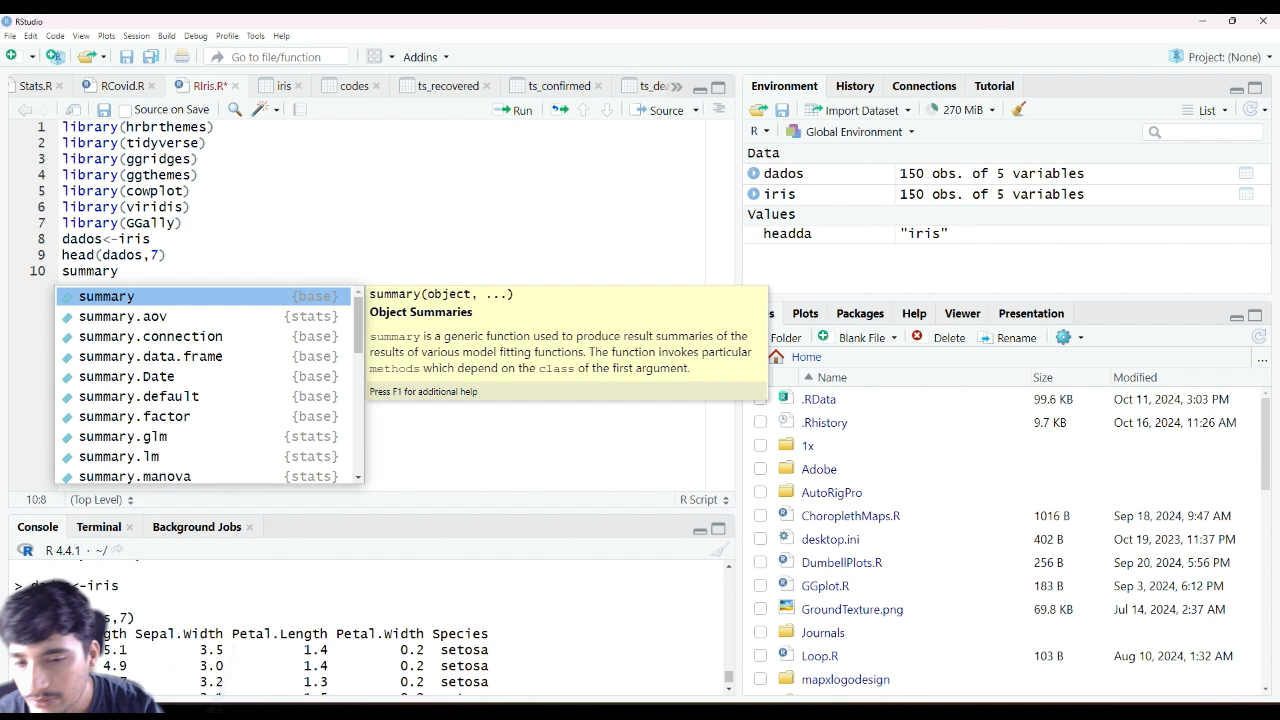 RStudio
File Edit Code View Plots Session Build Debug Profile Tools Help
Go to file/function Addins Project: (None)
Stats.R RCovid.R RIris.R* iris codes ts_recovered ts_confirmed ts_de
Source on Save Run Source
1 library(hrbrthemes)
2 library(tidyverse)
3 library(ggridges)
4 library(ggthemes)
5 library(cowplot)
6 library(viridis)
7 library(GGally)
8 dados<-iris
9 head(dados,7)
10 summary
summary {base}
summary.aov {stats}
summary.connection {base}
summary.data.frame {base}
summary.Date {base}
summary.default {base}
summary.factor {base}
summary.glm {stats}
summary.lm {stats}
summary.manova {stats}
summary(object, ...)
Object Summaries
summary is a generic function used to produce result summaries of the
results of various model fitting functions. The function invokes particular
methods which depend on the class of the first argument.
Press F1 for additional help
10:8 (Top Level) R Script
Console Terminal Background Jobs
R 4.4.1 · ~/
<-iris
,7)
Sepal.Width Petal.Length Petal.Width Species
5.1 3.5 1.4 0.2 setosa
4.9 3.0 1.4 0.2 setosa
3.2 1.3 0.2 setosa
Environment History Connections Tutorial
Import Dataset 270 MiB List
R Global Environment
Data
dados 150 obs. of 5 variables
iris 150 obs. of 5 variables
Values
headda "iris"
Plots Packages Help Viewer Presentation
Folder Blank File Delete Rename
Home ...
Name Size Modified
.RData 99.6 KB Oct 11, 2024, 3:03 PM
.Rhistory 9.7 KB Oct 16, 2024, 11:26 AM
1x
Adobe
AutoRigPro
ChoroplethMaps.R 1016 B Sep 18, 2024, 9:47 AM
desktop.ini 402 B Oct 19, 2023, 11:37 PM
DumbellPlots.R 256 B Sep 20, 2024, 5:56 PM
GGplot.R 183 B Sep 3, 2024, 6:12 PM
GroundTexture.png 69.8 KB Jul 14, 2024, 2:37 AM
Journals
Loop.R 103 B Aug 10, 2024, 1:32 AM
mapxlogodesign